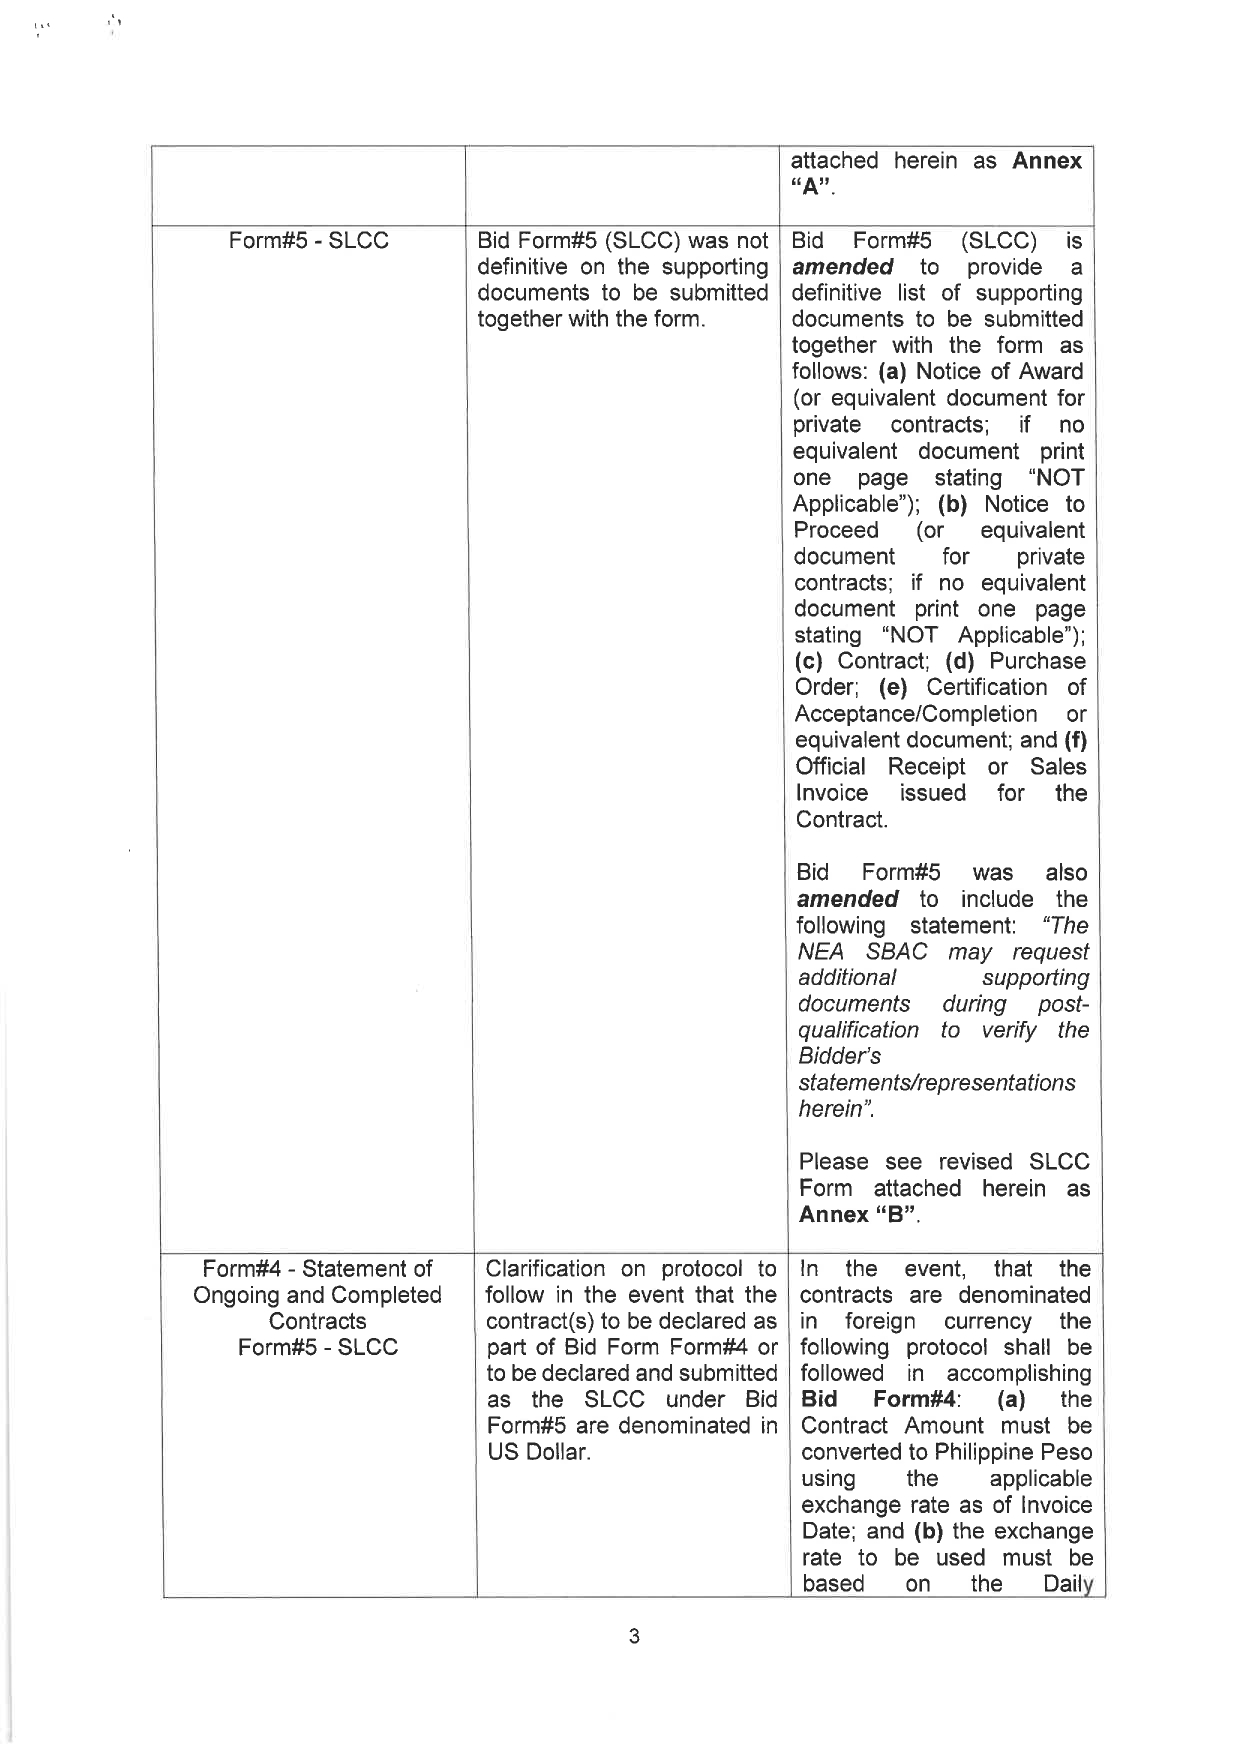 attached herein as Annex
“A”.
Form#5 - SLCC
Bid Form#5 (SLCC) was not
definitive on the supporting
documents to be submitted
together with the form.
Bid Form#5 (SLCC) is
amended to provide a
definitive list of supporting
documents to be submitted
together with the form as
follows: (a) Notice of Award
(or equivalent document for
private contracts; if no
equivalent document print
one page stating “NOT
Applicable”); (b) Notice to
Proceed (or equivalent
document for private
contracts; if no equivalent
document print one page
stating “NOT Applicable”);
(c) Contract; (d) Purchase
Order; (e) Certification of
Acceptance/Completion or
equivalent document; and (f)
Official Receipt or Sales
Invoice issued for the
Contract.
Bid Form#5 was also
amended to include the
following statement: “The
NEA SBAC may request
additional supporting
documents during post-
qualification to verify the
Bidder’s
statements/representations
herein”.
Please see revised SLCC
Form attached herein as
Annex “B”.
Form#4 - Statement of
Ongoing and Completed
Contracts
Form#5 - SLCC
Clarification on protocol to
follow in the event that the
contract(s) to be declared as
part of Bid Form Form#4 or
to be declared and submitted
as the SLCC under Bid
Form#5 are denominated in
US Dollar.
In the event, that the
contracts are denominated
in foreign currency the
following protocol shall be
followed in accomplishing
Bid Form#4: (a) the
Contract Amount must be
converted to Philippine Peso
using the applicable
exchange rate as of Invoice
Date; and (b) the exchange
rate to be used must be
based on the Daily
3